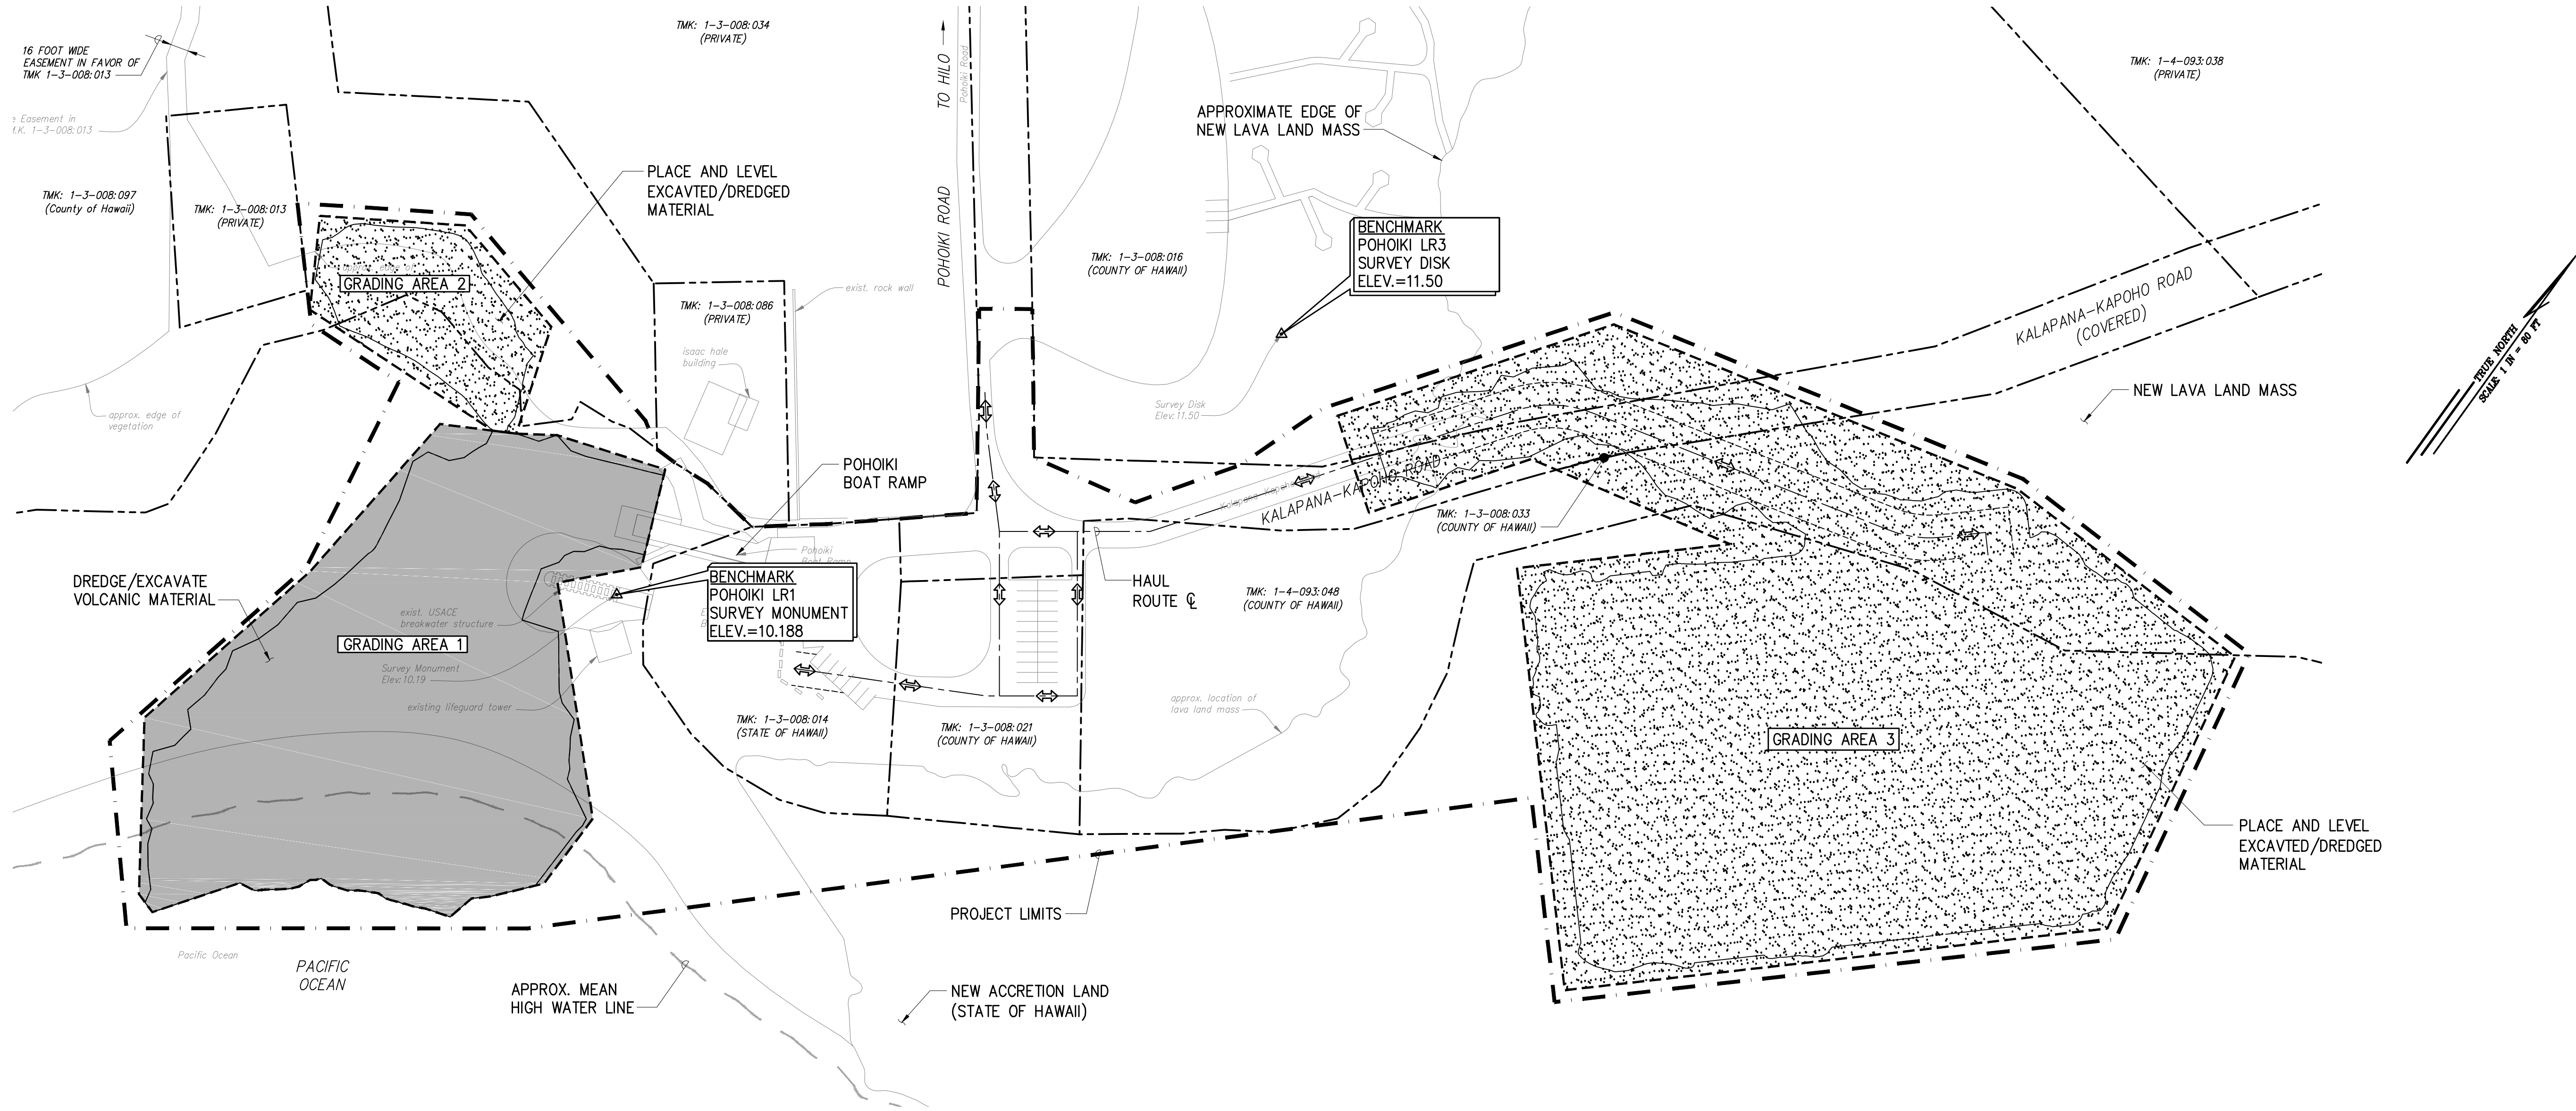 TMK: 1-3-008:034
(PRIVATE)
16 FOOT WIDE
EASEMENT IN FAVOR OF
TMK 1-3-008:013
Easement in
1-3-008:013
TMK: 1-3-008:097
(County of Hawaii)
TMK: 1-3-008:013
(PRIVATE)
PLACE AND LEVEL
EXCAVTED/DREDGED
MATERIAL
GRADING AREA 2
approx. edge of
vegetation
TMK: 1-3-008:086
(PRIVATE)
exist. rock wall
isaac hale
building
TO HILO
Pohoiki Road
POHOIKI ROAD
APPROXIMATE EDGE OF
NEW LAVA LAND MASS
TMK: 1-3-008:016
(COUNTY OF HAWAII)
BENCHMARK
POHOIKI LR3
SURVEY DISK
ELEV.=11.50
Survey Disk
Elev:11.50
TMK: 1-4-093:038
(PRIVATE)
KALAPANA-KAPOHO ROAD
(COVERED)
TRUE NORTH
SCALE 1 IN = 80 FT
NEW LAVA LAND MASS
POHOIKI
BOAT RAMP
Pohoiki
Boat Ramp
KALAPANA-KAPOHO ROAD
TMK: 1-3-008:033
(COUNTY OF HAWAII)
DREDGE/EXCAVATE
VOLCANIC MATERIAL
exist. USACE
breakwater structure
GRADING AREA 1
Survey Monument
Elev:10.19
existing lifeguard tower
BENCHMARK
POHOIKI LR1
SURVEY MONUMENT
ELEV.=10.188
HAUL
ROUTE ℄
TMK: 1-4-093:048
(COUNTY OF HAWAII)
approx. location of
lava land mass
TMK: 1-3-008:014
(STATE OF HAWAII)
TMK: 1-3-008:021
(COUNTY OF HAWAII)
GRADING AREA 3
PLACE AND LEVEL
EXCAVTED/DREDGED
MATERIAL
PROJECT LIMITS
Pacific Ocean
PACIFIC
OCEAN
APPROX. MEAN
HIGH WATER LINE
NEW ACCRETION LAND
(STATE OF HAWAII)